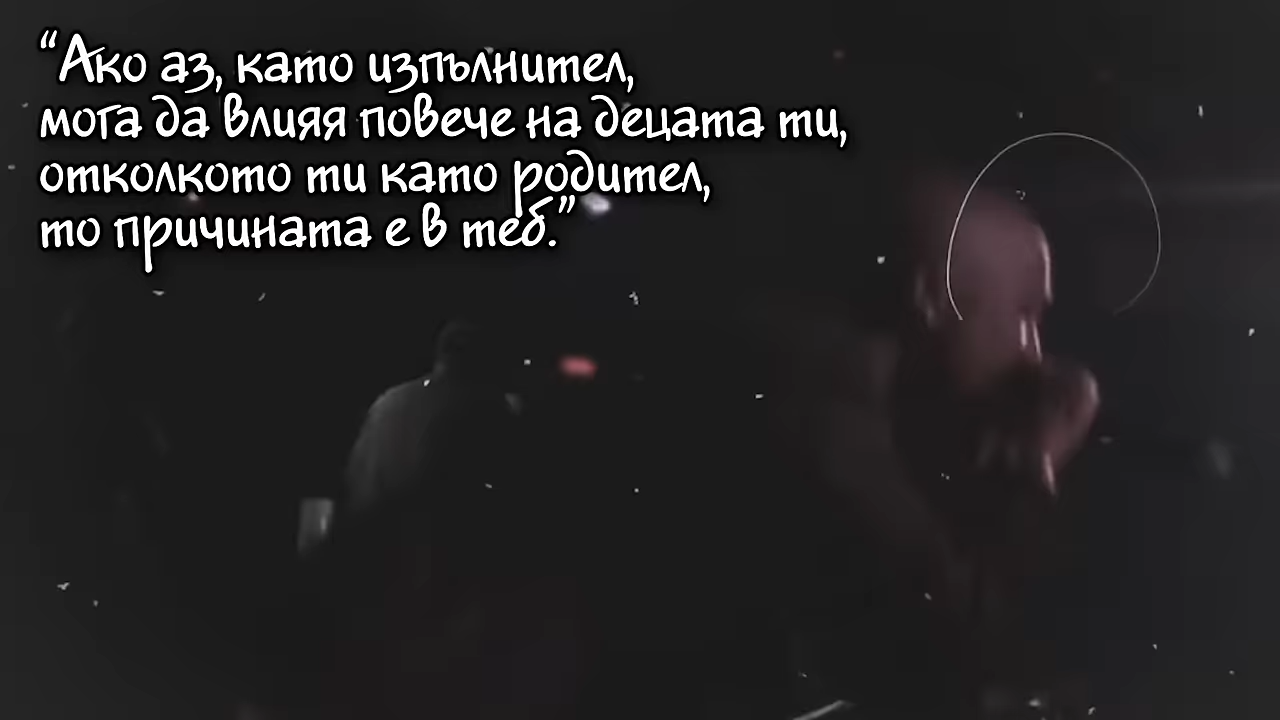 “Ако аз, като изпълнител,
мога да влияя повече на децата ти,
отколкото ти като родител,
то причината е в теб.”